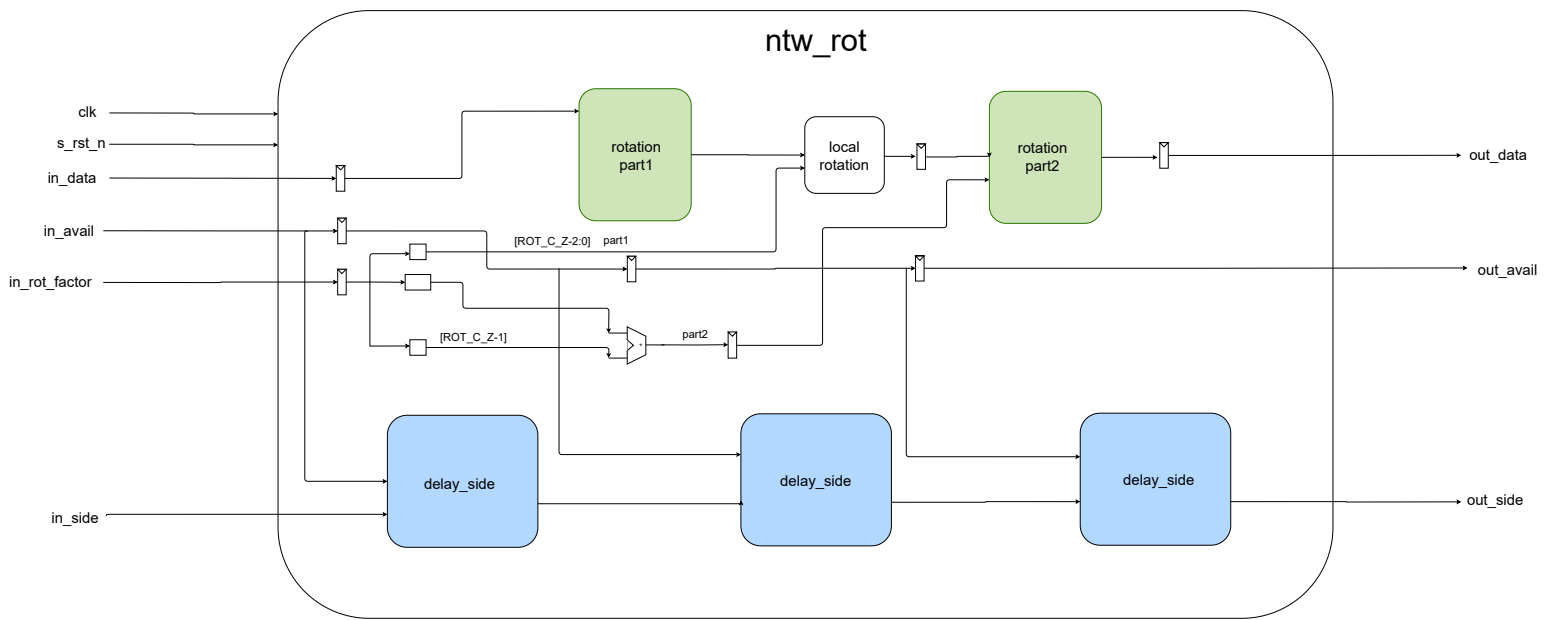 ntw_rot
clk
s_rst_n
in_data
in_avail
in_rot_factor
in_side
rotation
part1
local
rotation
rotation
part2
[ROT_C_Z-2:0] part1
[ROT_C_Z-1]
+
part2
delay_side
delay_side
delay_side
out_data
out_avail
out_side